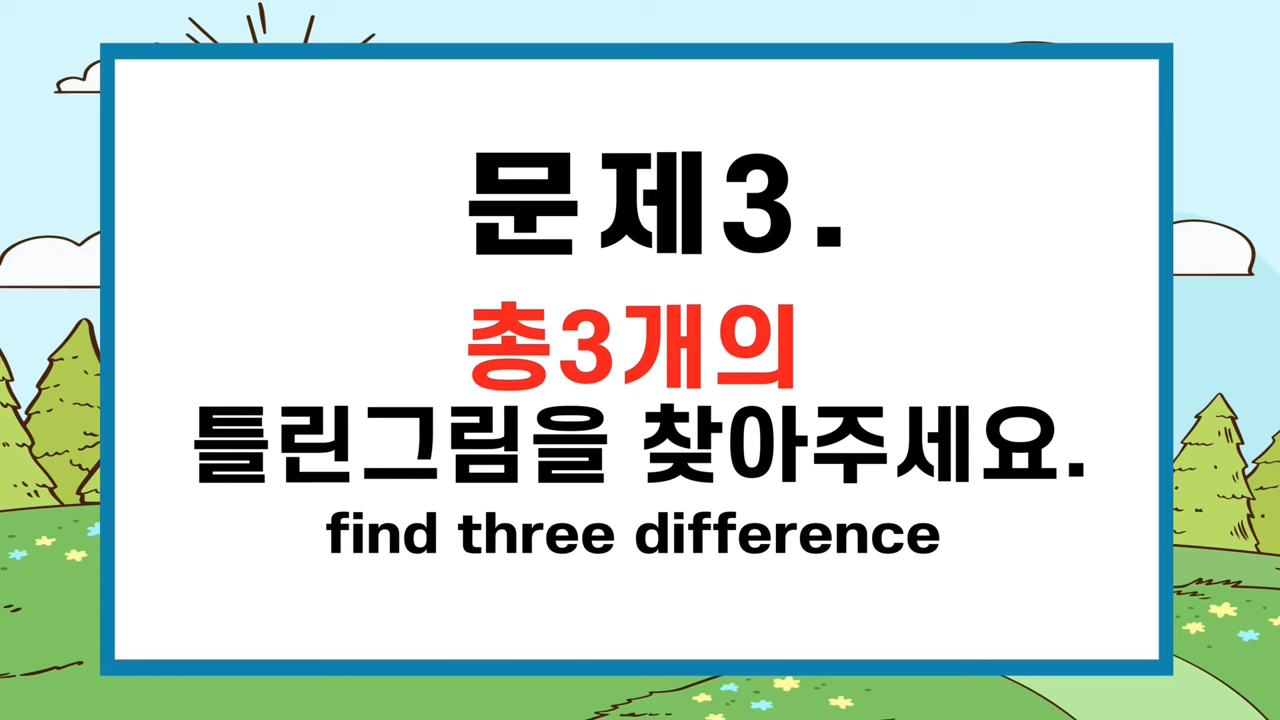 문제3.
총3개의
틀린그림을 찾아주세요.
find three difference